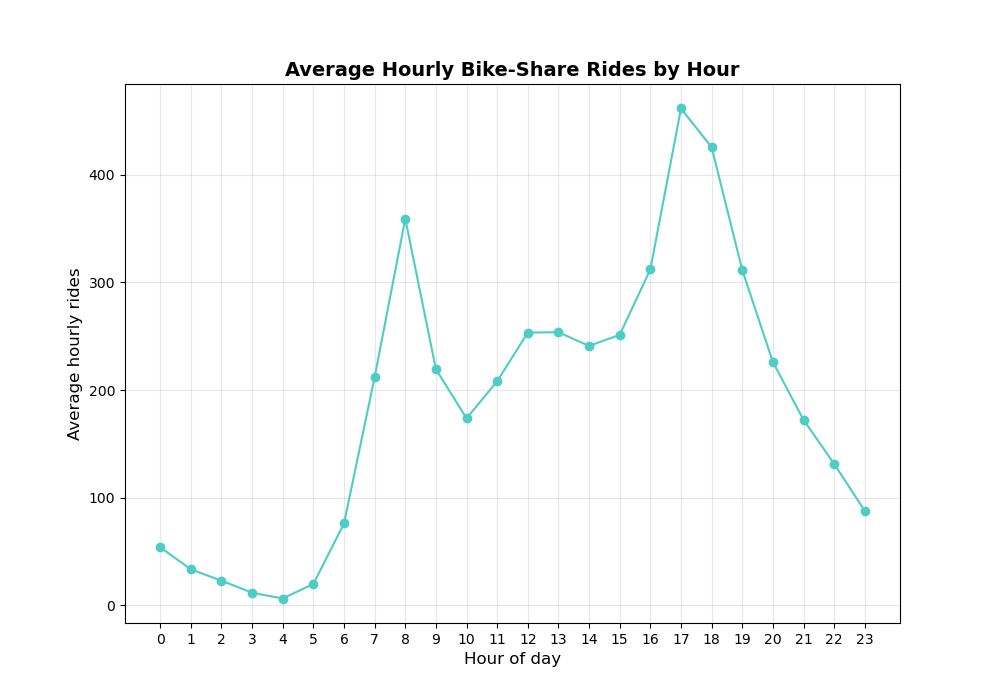 Average Hourly Bike-Share Rides by Hour
Average hourly rides
400
300
200
100
0
0 1 2 3 4 5 6 7 8 9 10 11 12 13 14 15 16 17 18 19 20 21 22 23
Hour of day